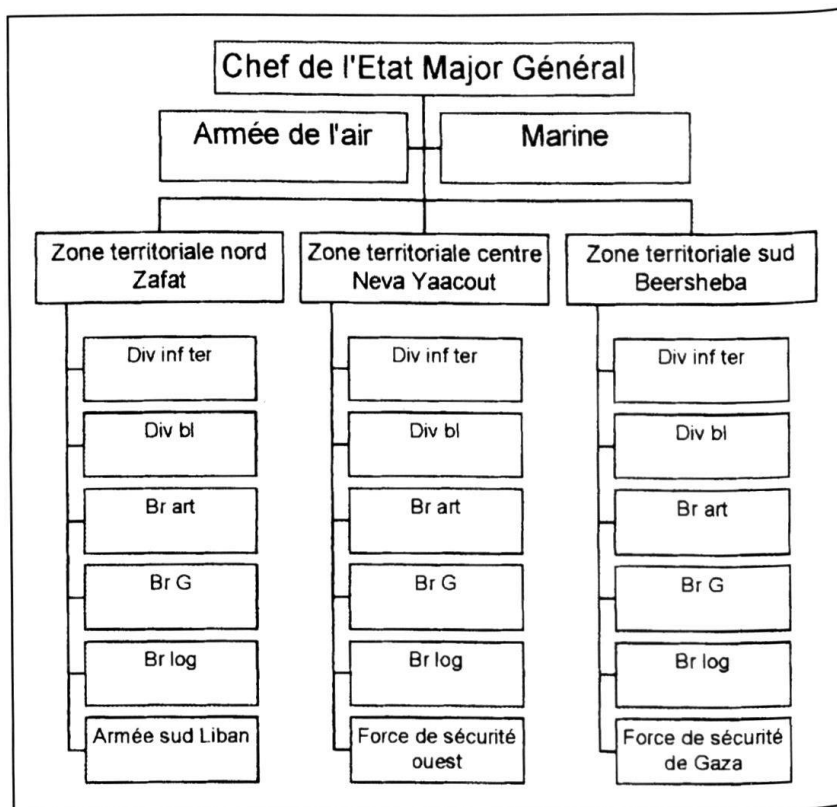 Chef de l'Etat Major Général
Armée de l'air
Marine
Zone territoriale nord
Zafat
Div inf ter
Div bl
Br art
Br G
Br log
Armée sud Liban
Zone territoriale centre
Neva Yaacout
Div inf ter
Div bl
Br art
Br G
Br log
Force de sécurité
ouest
Zone territoriale sud
Beersheba
Div inf ter
Div bl
Br art
Br G
Br log
Force de sécurité
de Gaza